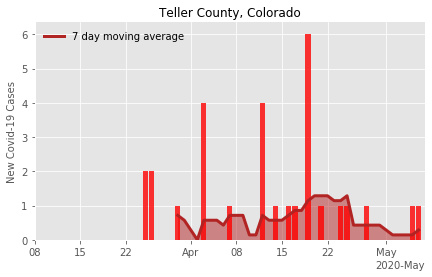 Teller County, Colorado
7 day moving average
New Covid-19 Cases
6
5
4
3
2
1
0
08 15 22 Apr 08 15 22 May
2020-May